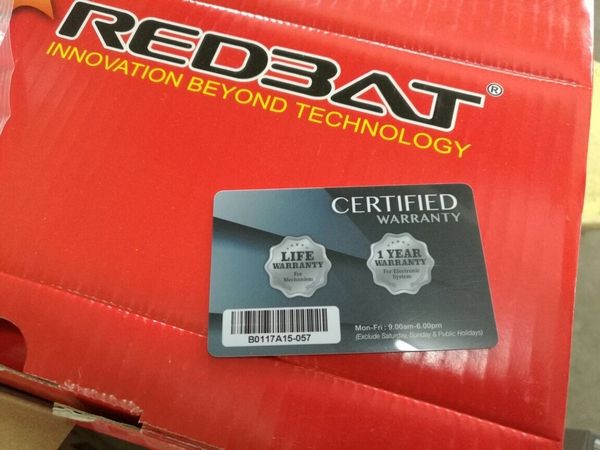 REDBAT®
INNOVATION BEYOND TECHNOLOGY
CERTIFIED
WARRANTY
LIFE
WARRANTY
For
Mechanism
1 YEAR
WARRANTY
For Electronic
System
B0117A15-057
Mon-Fri : 9.00am-6.00pm
(Exclude Saturday, Sunday & Public Holidays)